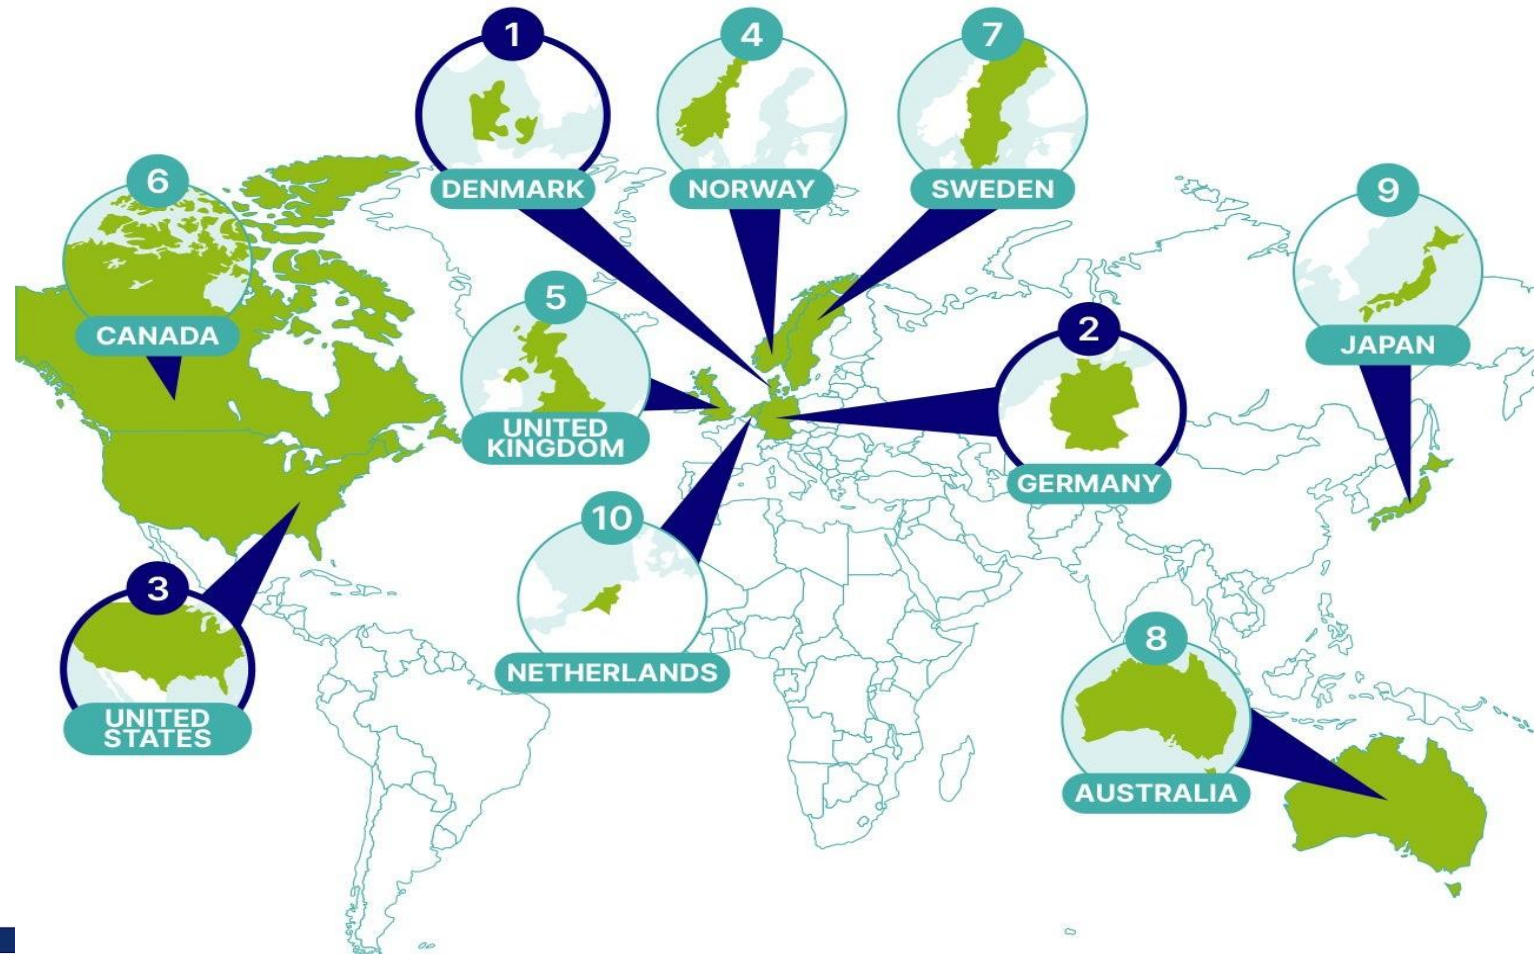 1
DENMARK
4
NORWAY
7
SWEDEN
6
CANADA
9
JAPAN
5
UNITED
KINGDOM
2
GERMANY
10
NETHERLANDS
3
UNITED
STATES
8
AUSTRALIA